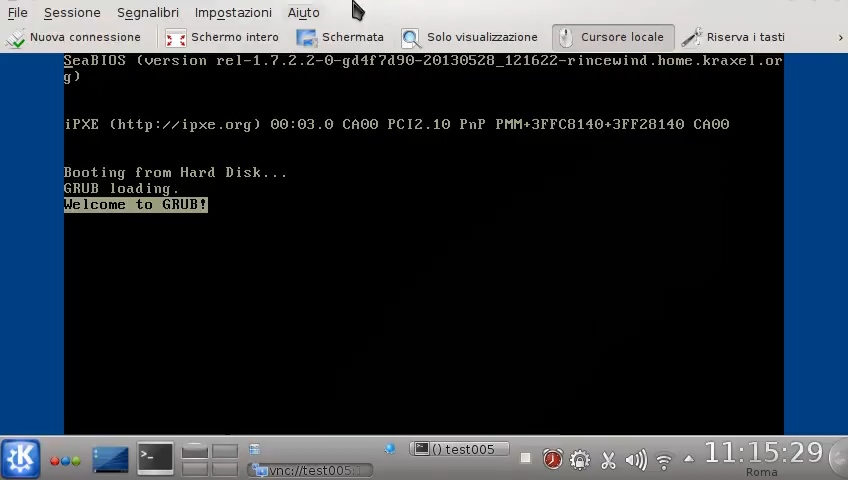 File Sessione Segnalibri Impostazioni Aiuto
Nuova connessione Schermo intero Schermata Solo visualizzazione Cursore locale Riserva i tasti
SeaBIOS (version rel-1.7.2.2-0-gd4f7d90-20130528_121622-rincewind.home.kraxel.or
g)
iPXE (http://ipxe.org) 00:03.0 CA00 PCI2.10 PnP PMM+3FFC8140+3FF28140 CA00
Booting from Hard Disk...
GRUB loading.
Welcome to GRUB!
() test005 11:15:29
vnc://test005 Roma